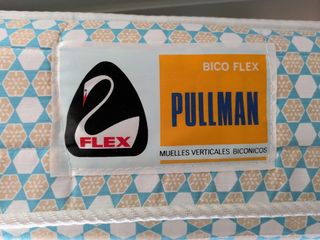 BICO FLEX
PULLMAN
FLEX
MUELLES VERTICALES BICONICOS